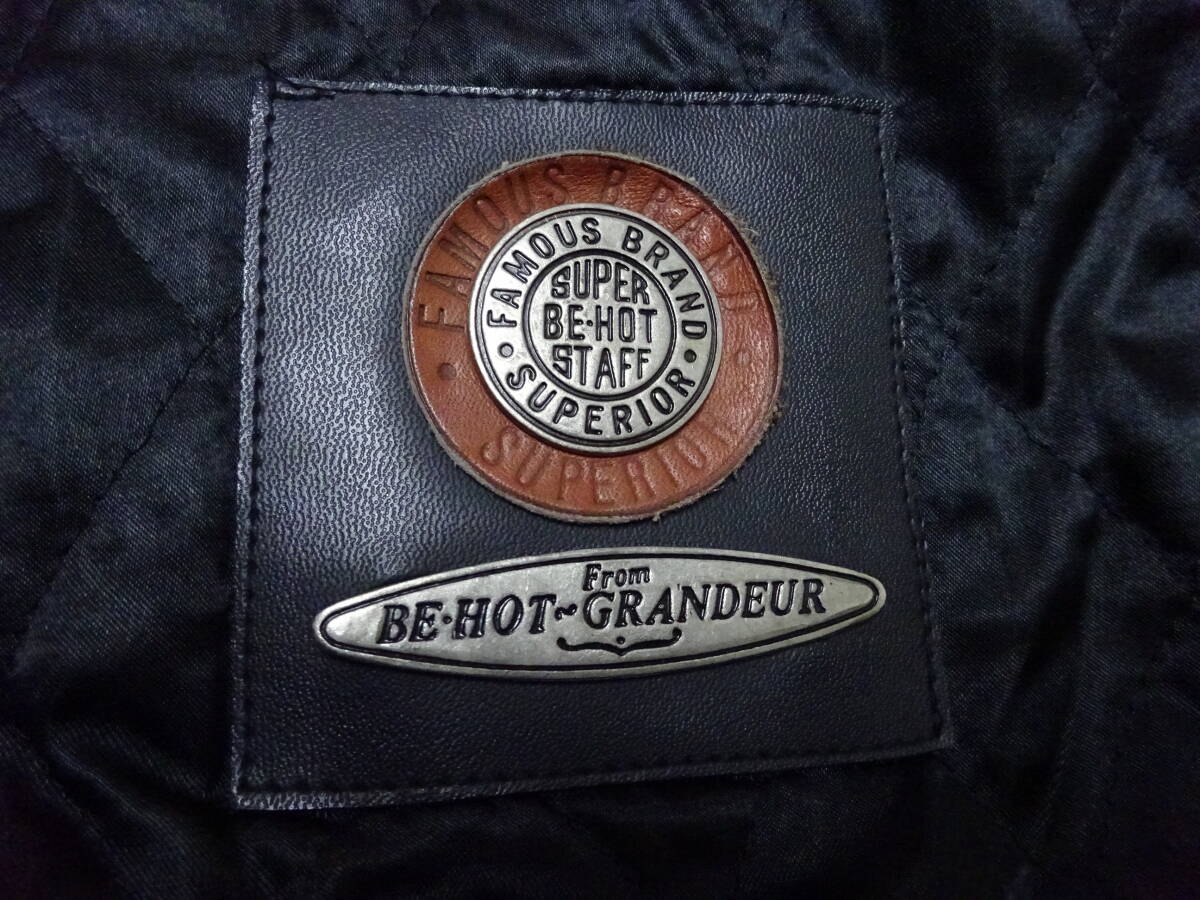 FAMOUS BRAND
• SUPERIOR •
• FAMOUS BRAND •
SUPERIOR
SUPER
BE·HOT
STAFF
From
BE·HOT~GRANDEUR